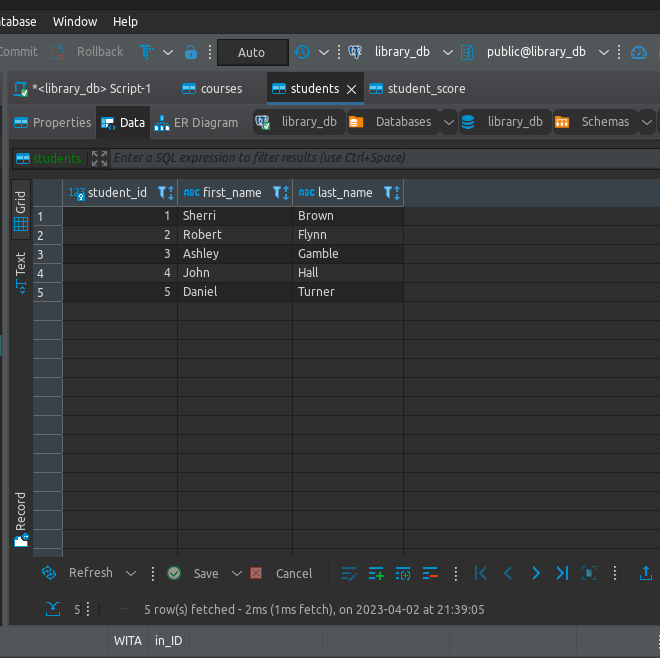 atabase Window Help
Commit Rollback Auto library_db public@library_db
*<library_db> Script-1 courses students student_score
Properties Data ER Diagram library_db Databases library_db Schemas
students Enter a SQL expression to filter results (use Ctrl+Space)
Grid
Text
Record
123 student_id ABC first_name ABC last_name
1 1 Sherri Brown
2 2 Robert Flynn
3 3 Ashley Gamble
4 4 John Hall
5 5 Daniel Turner
Refresh Save Cancel
5 ... 5 row(s) fetched - 2ms (1ms fetch), on 2023-04-02 at 21:39:05
WITA in_ID